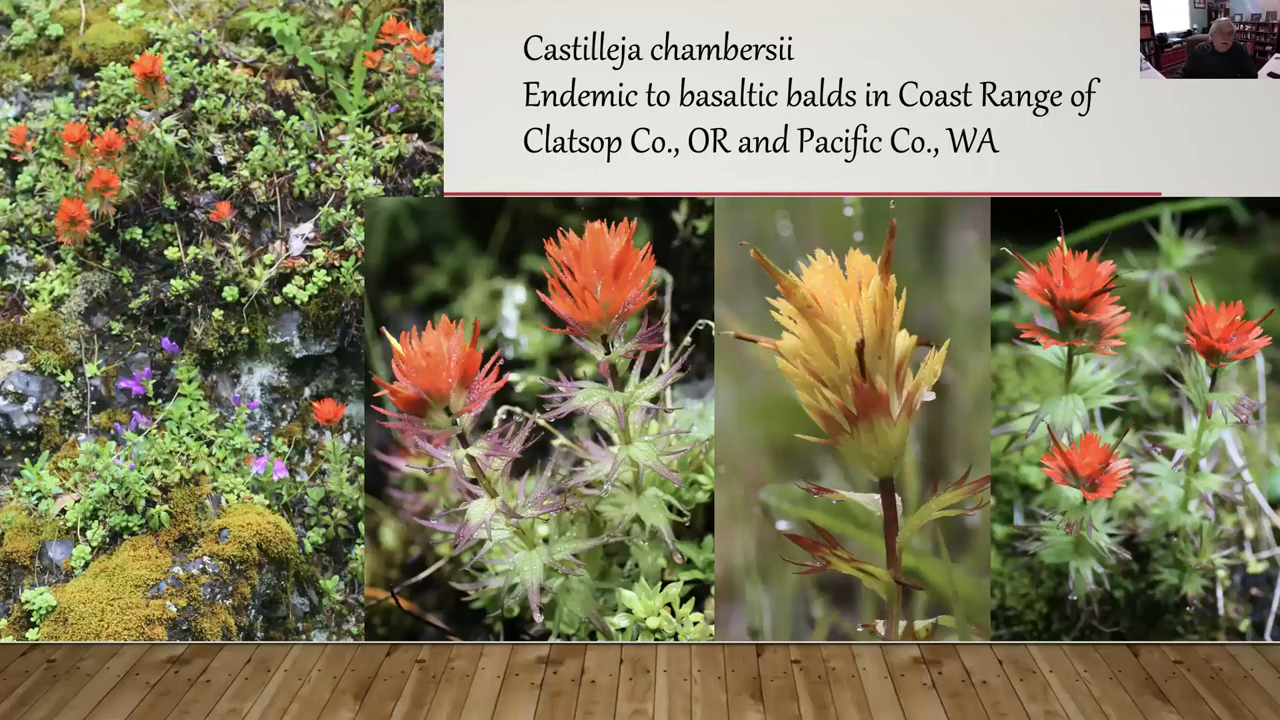 Castilleja chambersii
Endemic to basaltic balds in Coast Range of
Clatsop Co., OR and Pacific Co., WA